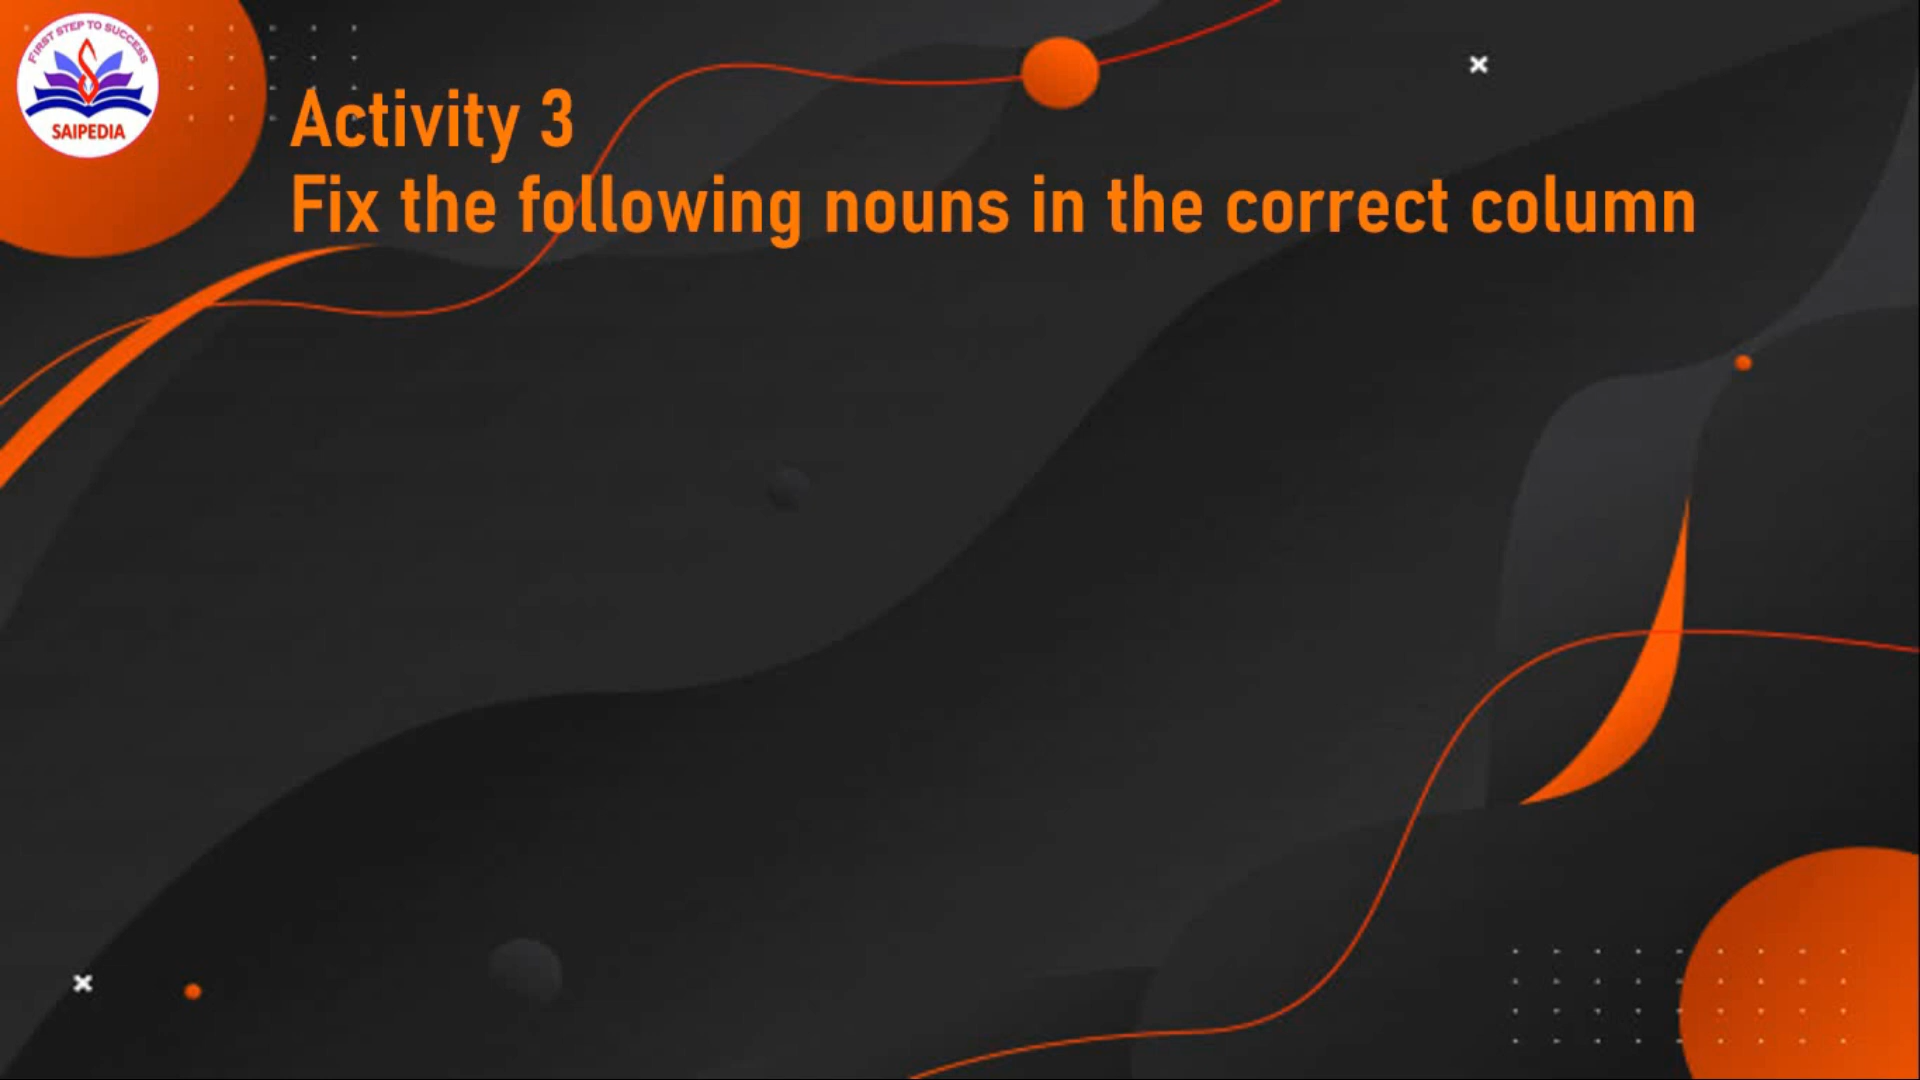 FIRST STEP TO SUCCESS
SAIPEDIA
Activity 3
Fix the following nouns in the correct column